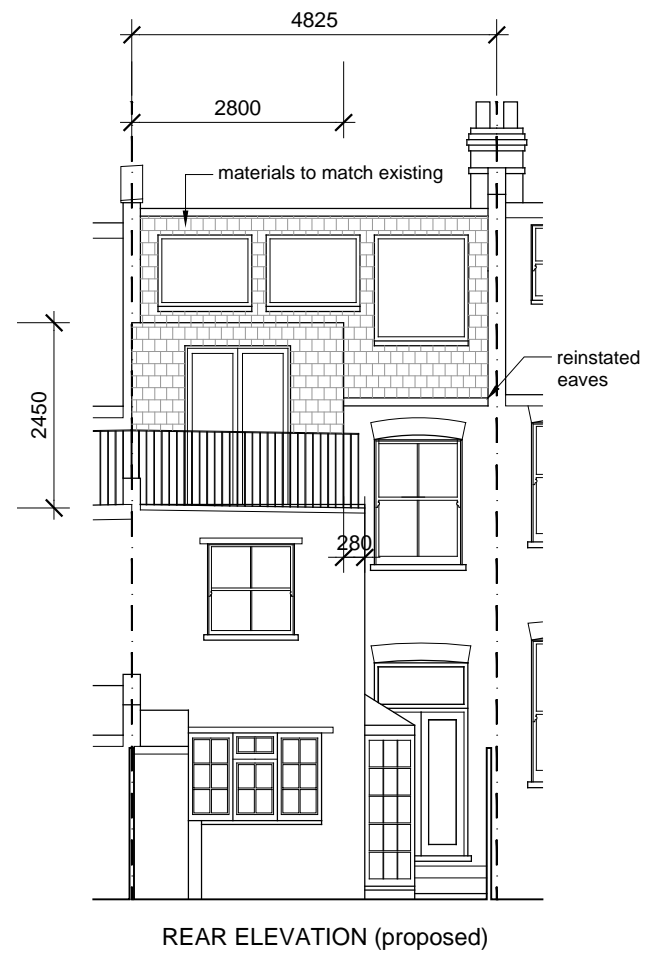 4825
2800
materials to match existing
reinstated
eaves
2450
280
REAR ELEVATION (proposed)